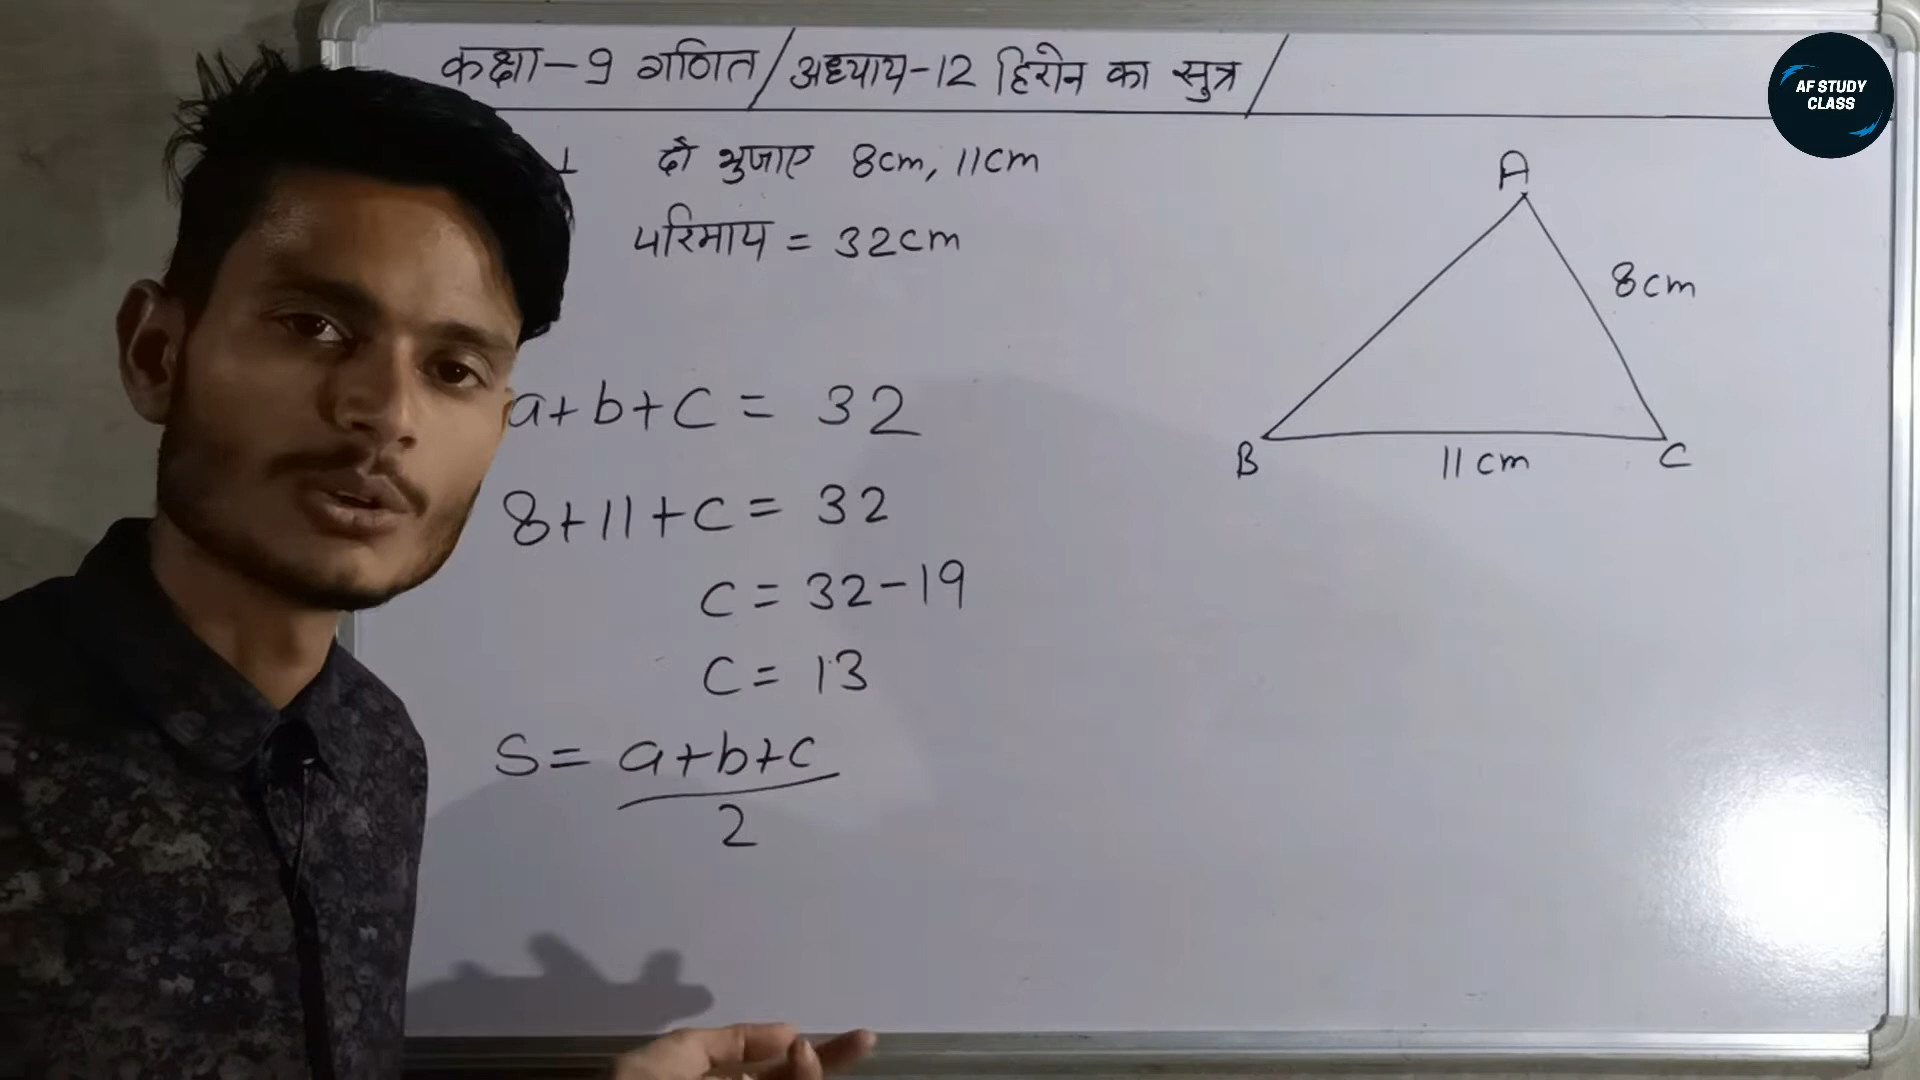 कक्षा-9 गणित/अध्याय-12 हिरोन का सुत्र/
AF STUDY
CLASS
दो भुजाए 8cm, 11cm
परिमाप = 32cm
A
8cm
B
11 cm
C
a+b+c = 32
8+11+c = 32
c = 32-19
c = 13
S = a+b+c
2